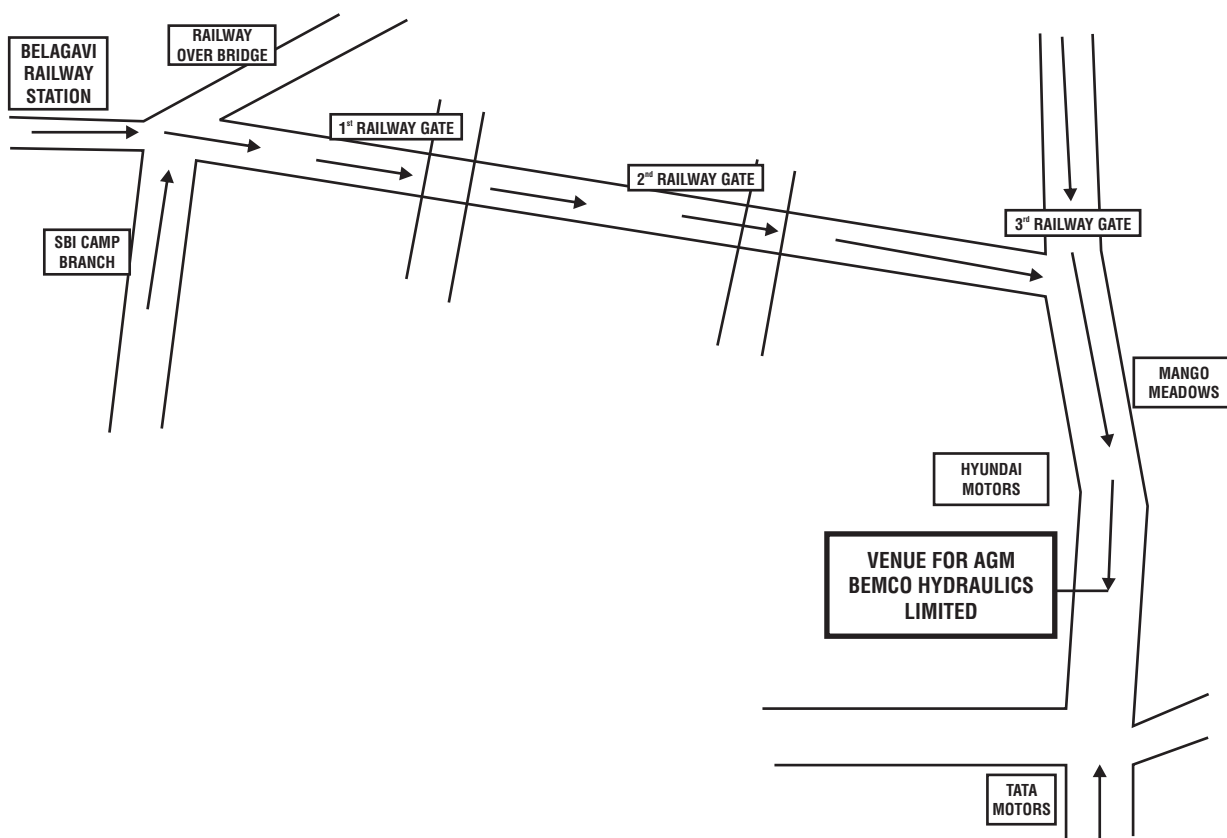 BELAGAVI
RAILWAY
STATION
RAILWAY
OVER BRIDGE
1st RAILWAY GATE
2nd RAILWAY GATE
3rd RAILWAY GATE
SBI CAMP
BRANCH
MANGO
MEADOWS
HYUNDAI
MOTORS
VENUE FOR AGM
BEMCO HYDRAULICS
LIMITED
TATA
MOTORS